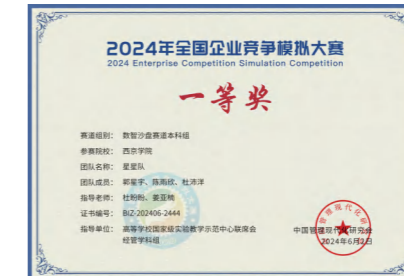 2024年全国企业竞争模拟大赛
2024 Enterprise Competition Simulation Competition
一等奖
赛道组别： 数智沙盘赛道本科组
参赛院校： 西京学院
团队名称： 星星队
团队成员： 郭星宇、陈雨欣、杜沛洋
指导老师： 杜盼盼、姜亚楠
证书编号： BIZ-202406-2444
指导单位： 高等学校国家级实验教学示范中心联席会
经管学科组
中国管理现代化研究会
2024年6月2日